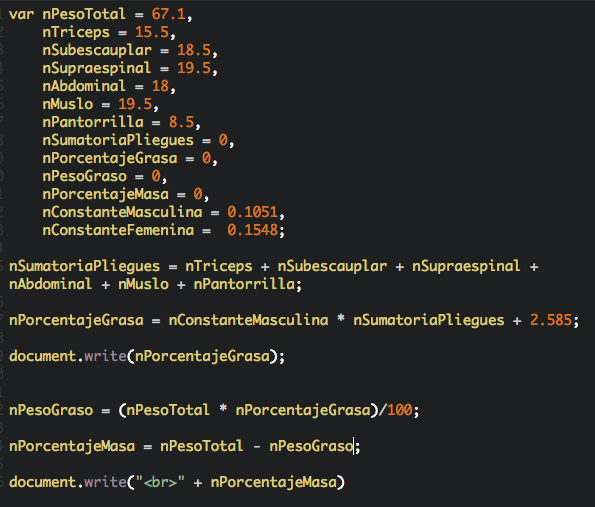 var nPesoTotal = 67.1,
nTriceps = 15.5,
nSubescauplar = 18.5,
nSupraespinal = 19.5,
nAbdominal = 18,
nMuslo = 19.5,
nPantorrilla = 8.5,
nSumatoriaPliegues = 0,
nPorcentajeGrasa = 0,
nPesoGraso = 0,
nPorcentajeMasa = 0,
nConstanteMasculina = 0.1051,
nConstanteFemenina =  0.1548;
nSumatoriaPliegues = nTriceps + nSubescauplar + nSupraespinal +
nAbdominal + nMuslo + nPantorrilla;
nPorcentajeGrasa = nConstanteMasculina * nSumatoriaPliegues + 2.585;
document.write(nPorcentajeGrasa);
nPesoGraso = (nPesoTotal * nPorcentajeGrasa)/100;
nPorcentajeMasa = nPesoTotal - nPesoGraso;
document.write("<br>" + nPorcentajeMasa)